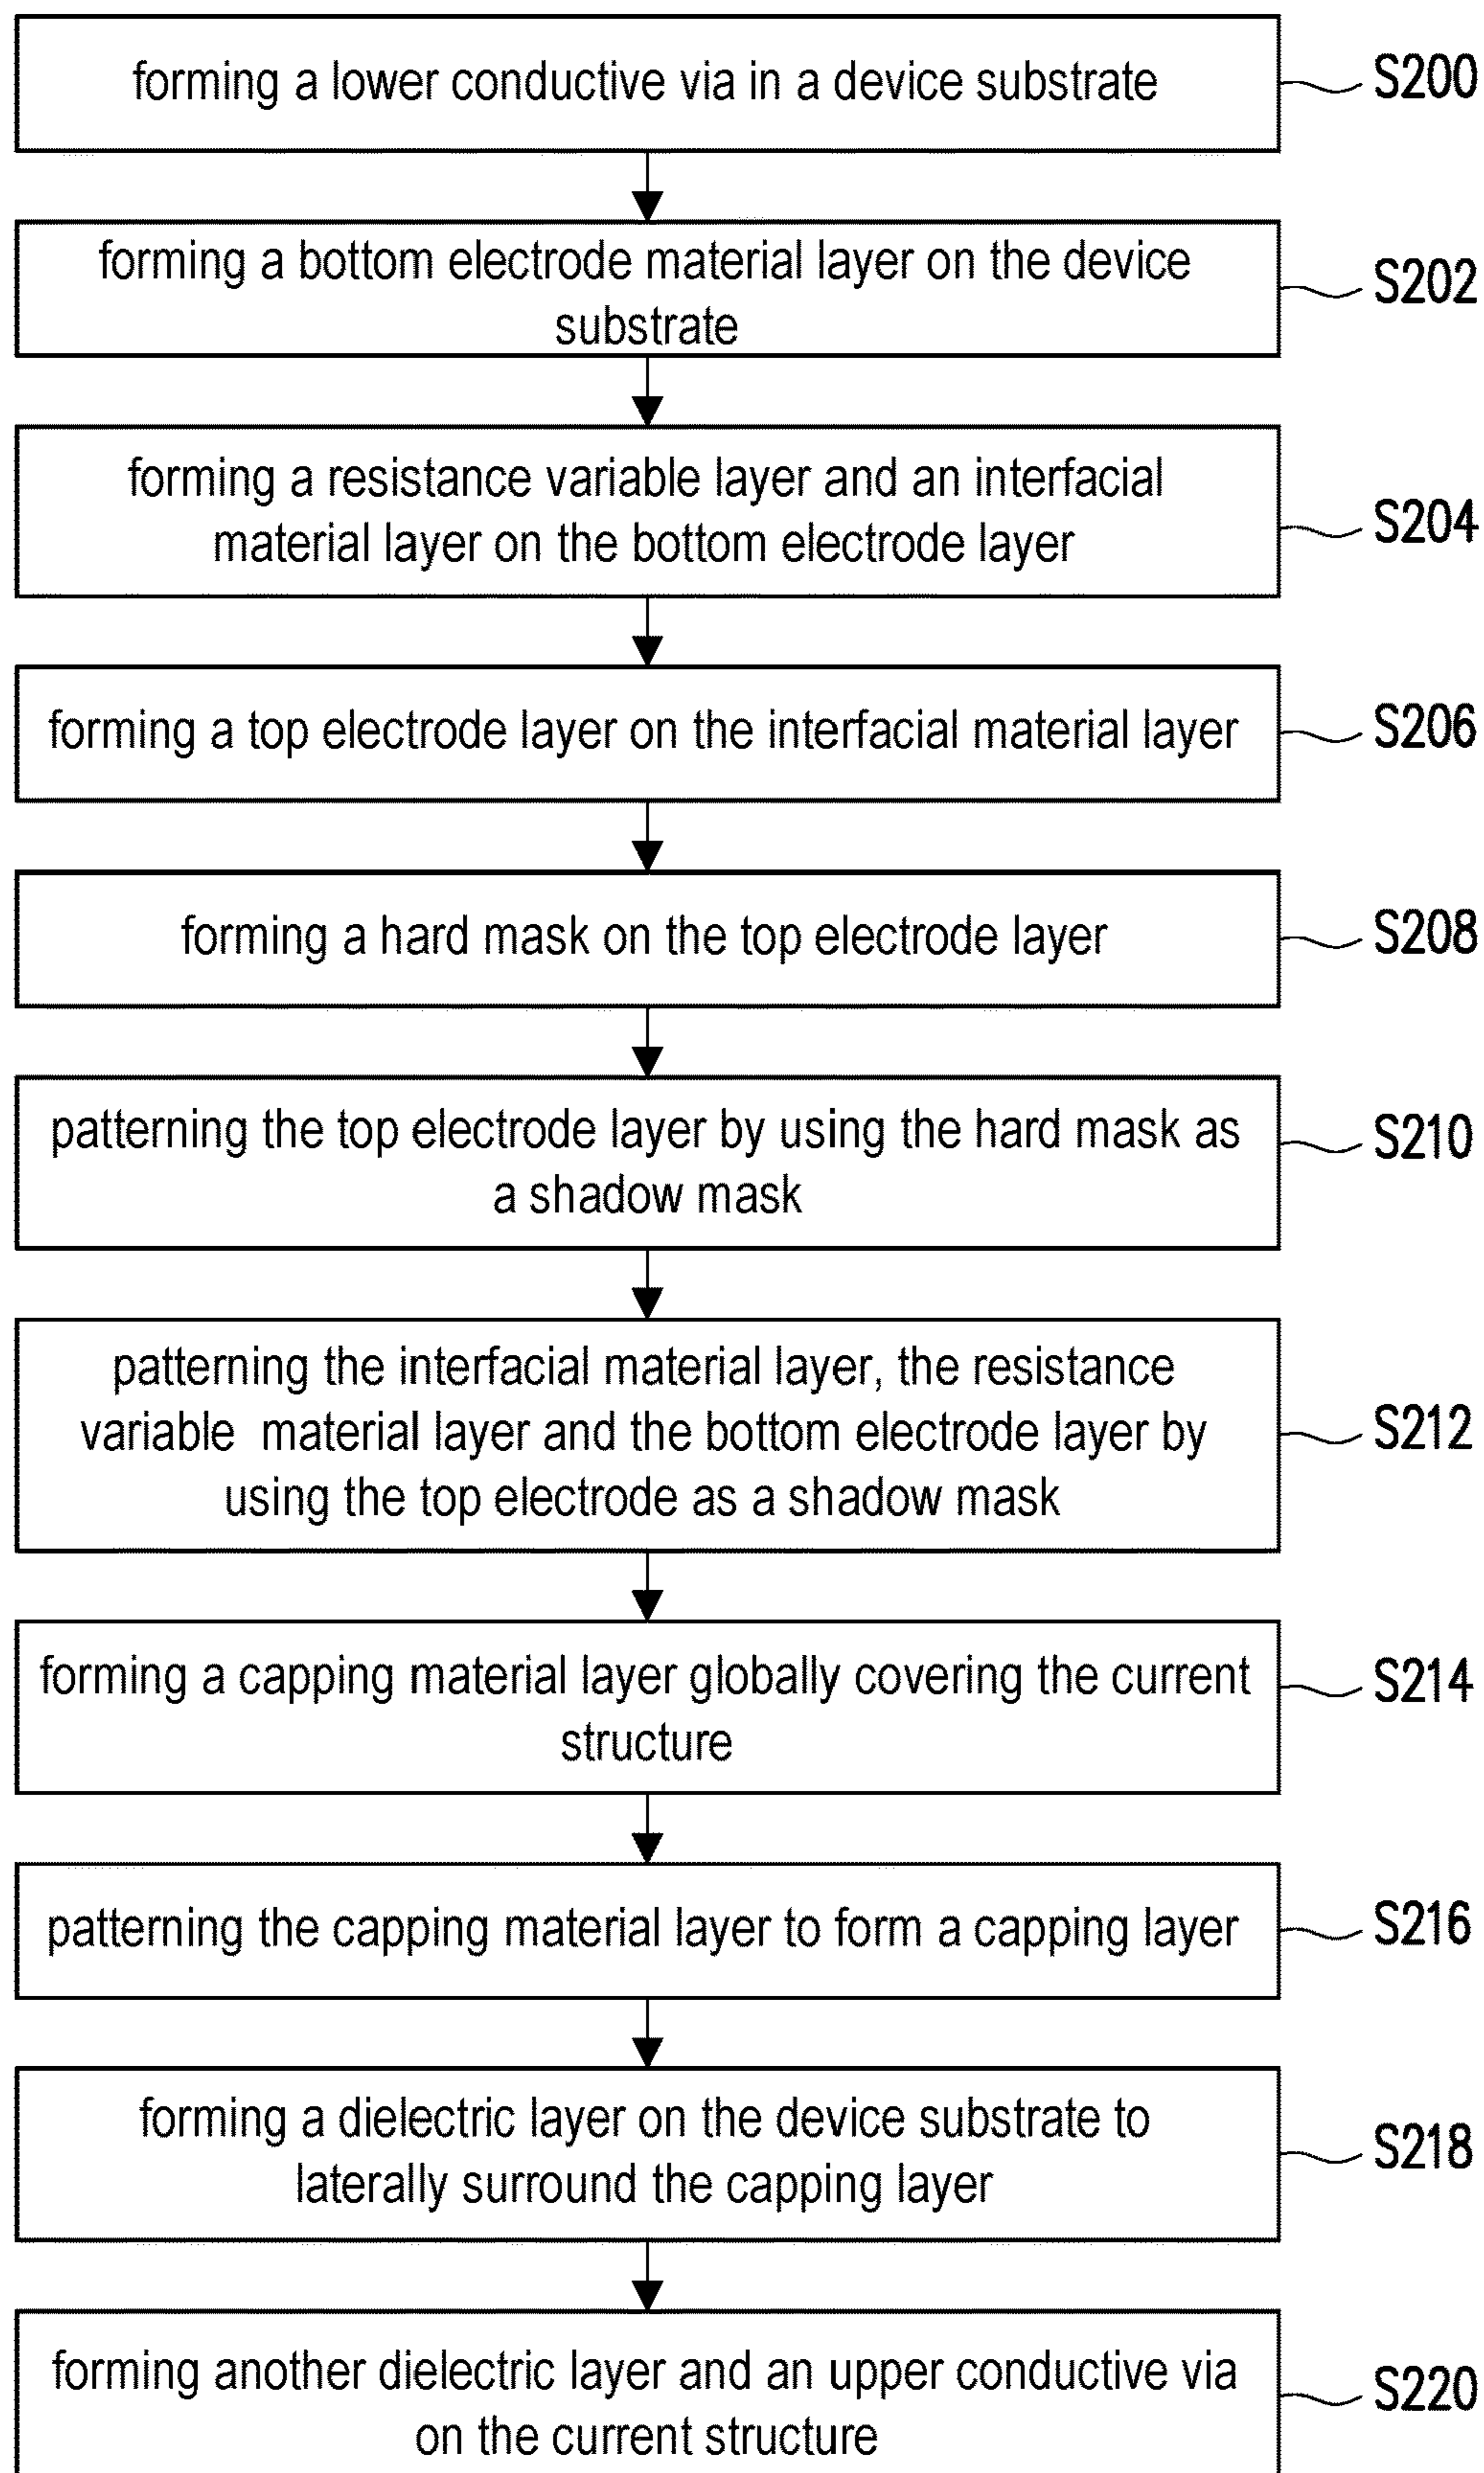 forming a lower conductive via in a device substrate
S200
forming a bottom electrode material layer on the device
substrate
S202
forming a resistance variable layer and an interfacial
material layer on the bottom electrode layer
S204
forming a top electrode layer on the interfacial material layer
S206
forming a hard mask on the top electrode layer
S208
patterning the top electrode layer by using the hard mask as
a shadow mask
S210
patterning the interfacial material layer, the resistance
variable material layer and the bottom electrode layer by
using the top electrode as a shadow mask
S212
forming a capping material layer globally covering the current
structure
S214
patterning the capping material layer to form a capping layer
S216
forming a dielectric layer on the device substrate to
laterally surround the capping layer
S218
forming another dielectric layer and an upper conductive via
on the current structure
S220